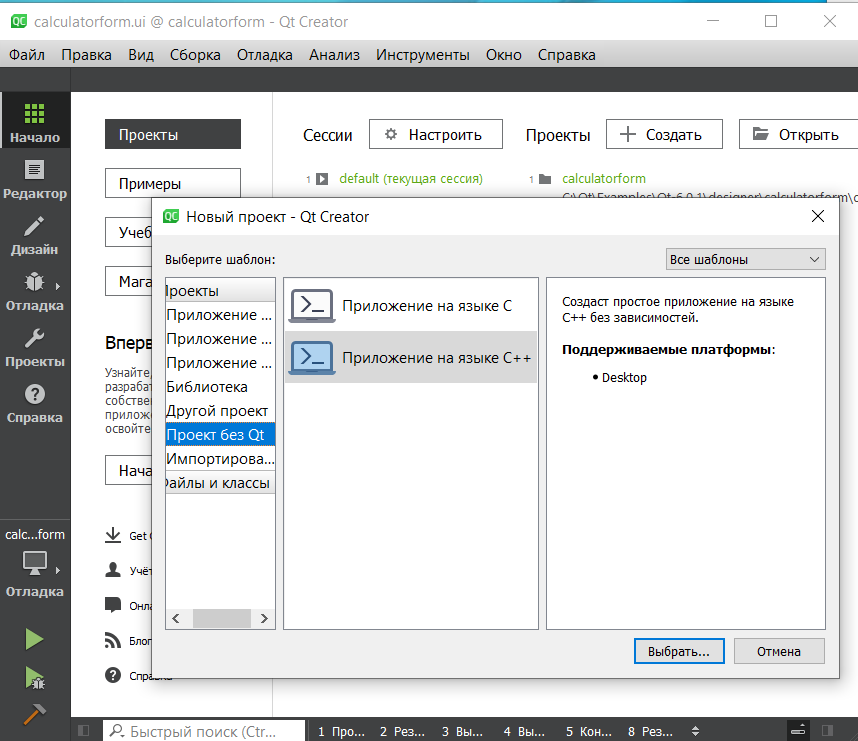 calculatorform.ui @ calculatorform - Qt Creator
Файл Правка Вид Сборка Отладка Анализ Инструменты Окно Справка
Начало
Редактор
Дизайн
Отладка
Проекты
Справка
calc...form
Отладка
Проекты
Примеры
Учеб
Мага
Сессии
Настроить
Проекты
Создать
Открыть
1 default (текущая сессия)
1 calculatorform
C:\Qt\Examples\Qt-6.0.1\designer\calculatorform\c
Вперв
Узнайте,
разрабат
собствен
прилож
освойте
Нача
Get
Учёт
Онла
Блог
Справка
Новый проект - Qt Creator
Выберите шаблон:
Все шаблоны
Проекты
Приложение ...
Приложение ...
Приложение ...
Библиотека
Другой проект
Проект без Qt
Импортирова...
Файлы и классы
Приложение на языке C
Приложение на языке C++
Создаст простое приложение на языке
C++ без зависимостей.
Поддерживаемые платформы:
• Desktop
Выбрать...
Отмена
Быстрый поиск (Ctr...
1 Про... 2 Рез... 3 Вы... 4 Вы... 5 Кон... 8 Рез...